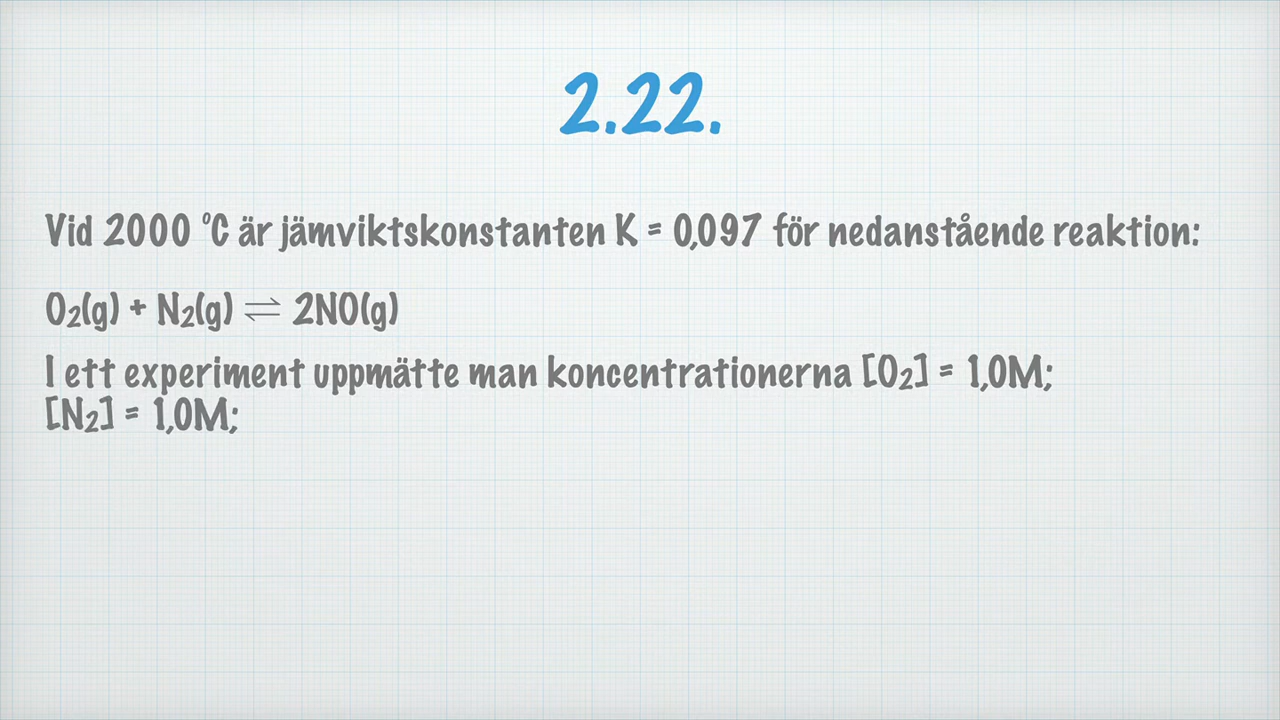 2.22.
Vid 2000 ⁰C är jämviktskonstanten K = 0,097 för nedanstående reaktion:
O₂(g) + N₂(g) ⇌ 2NO(g)
I ett experiment uppmätte man koncentrationerna [O₂] = 1,0M;
[N₂] = 1,0M;